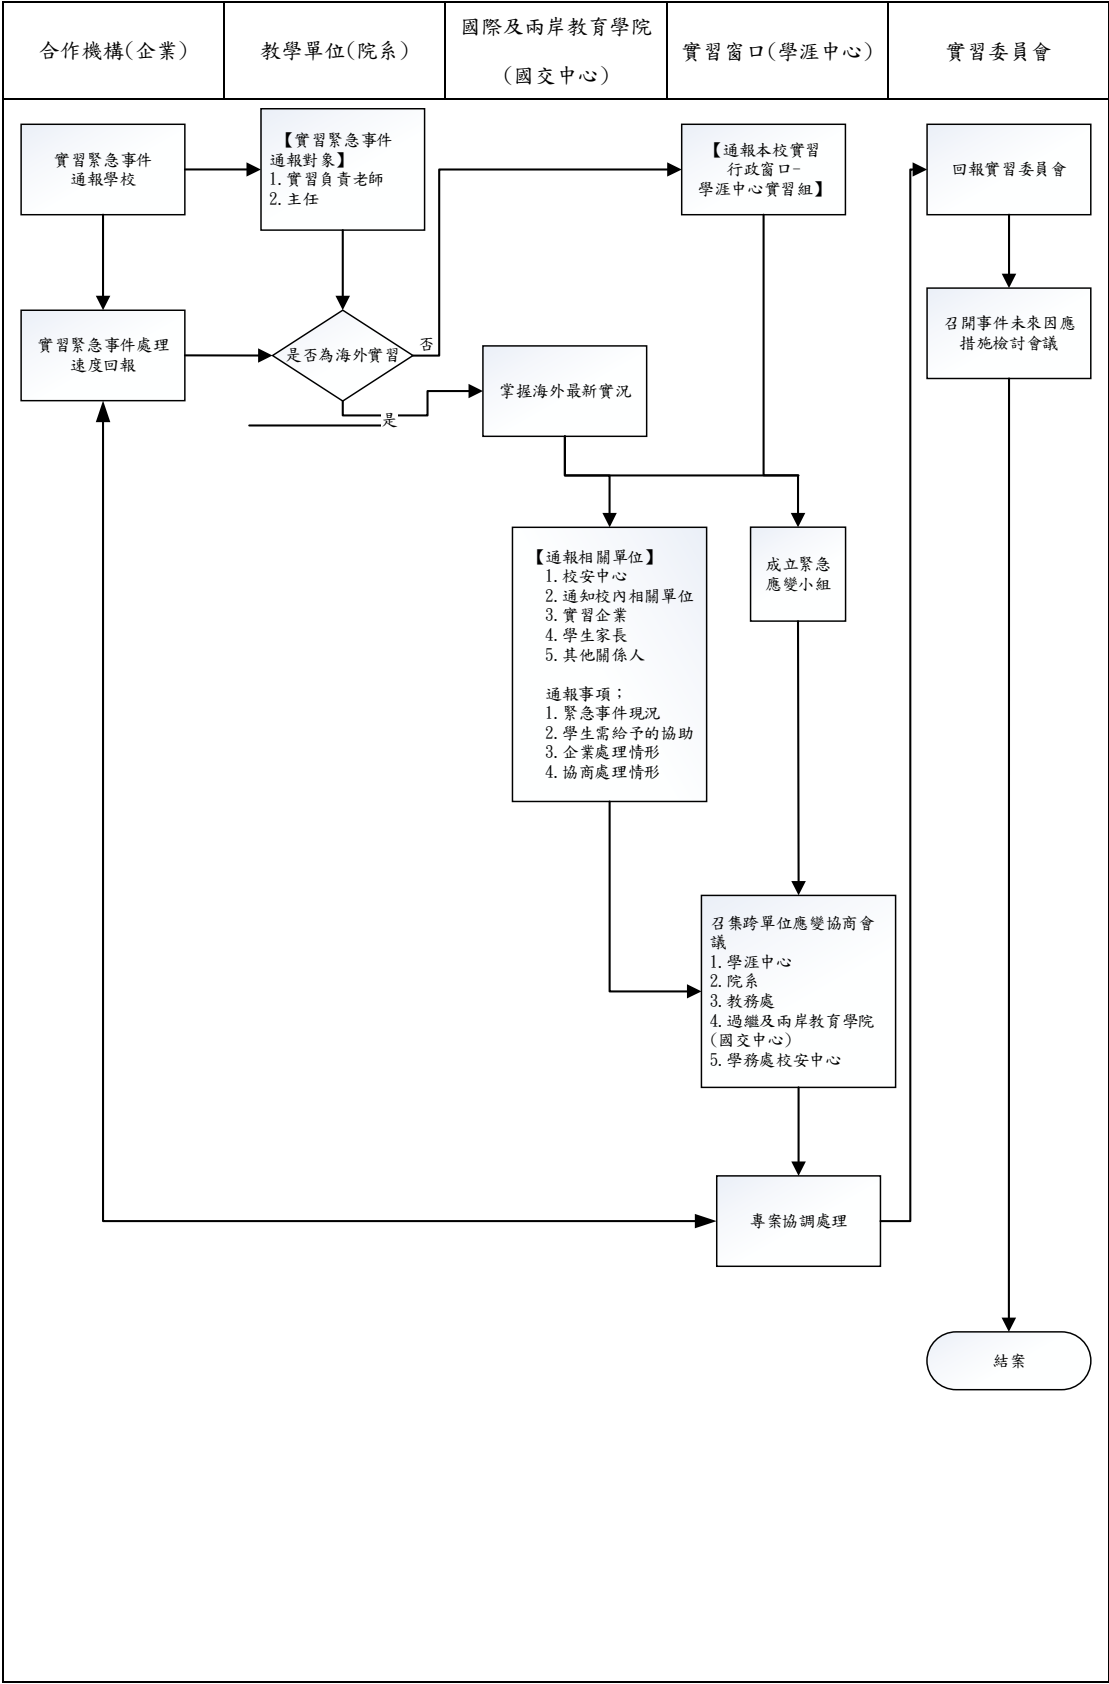 合作機構(企業)
教學單位(院系)
國際及兩岸教育學院
(國交中心)
實習窗口(學涯中心)
實習委員會
實習緊急事件
通報學校
【實習緊急事件
通報對象】
1.實習負責老師
2.主任
【通報本校實習
行政窗口-
學涯中心實習組】
回報實習委員會
實習緊急事件處理
速度回報
是否為海外實習
否
是
掌握海外最新實況
召開事件未來因應
措施檢討會議
【通報相關單位】
1.校安中心
2.通知校內相關單位
3.實習企業
4.學生家長
5.其他關係人
通報事項；
1.緊急事件現況
2.學生需給予的協助
3.企業處理情形
4.協商處理情形
成立緊急
應變小組
召集跨單位應變協商會
議
1.學涯中心
2.院系
3.教務處
4.過繼及兩岸教育學院
(國交中心)
5.學務處校安中心
專案協調處理
結案